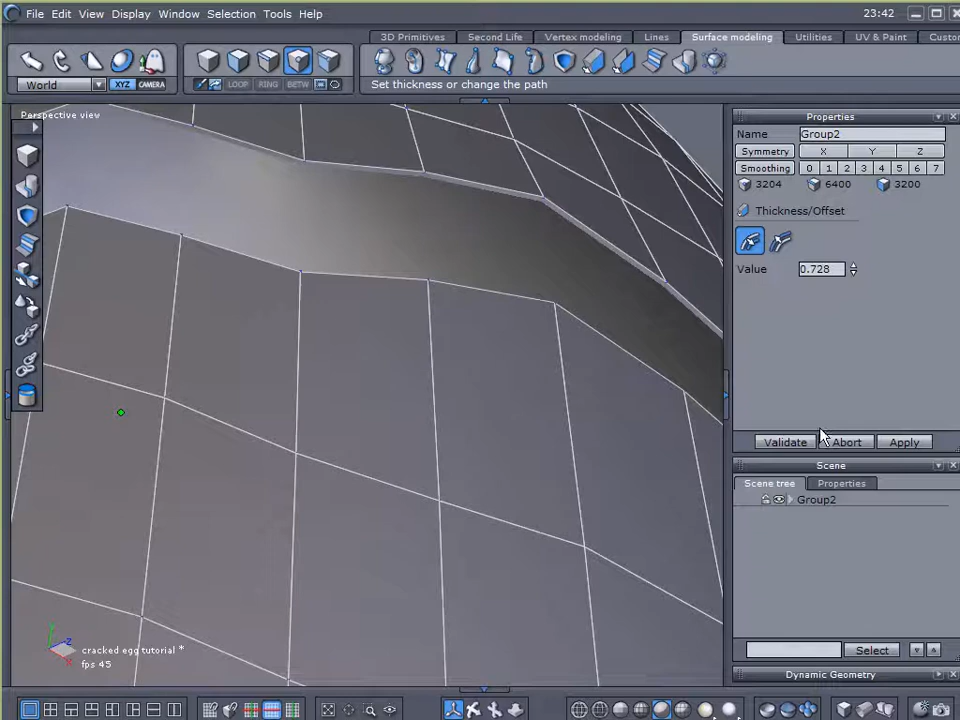 File Edit View Display Window Selection Tools Help 23:42
3D Primitives Second Life Vertex modeling Lines Surface modeling Utilities UV & Paint Custo
World XYZ CAMERA LOOP RING BETW Set thickness or change the path
Perspective view
Properties
Name Group2
Symmetry X Y Z
Smoothing 0 1 2 3 4 5 6 7
3204 6400 3200
Thickness/Offset
Value 0.728
Validate Abort Apply
Scene
Scene tree Properties
Group2
Y
Z
X
cracked egg tutorial *
fps 45
Select
Dynamic Geometry